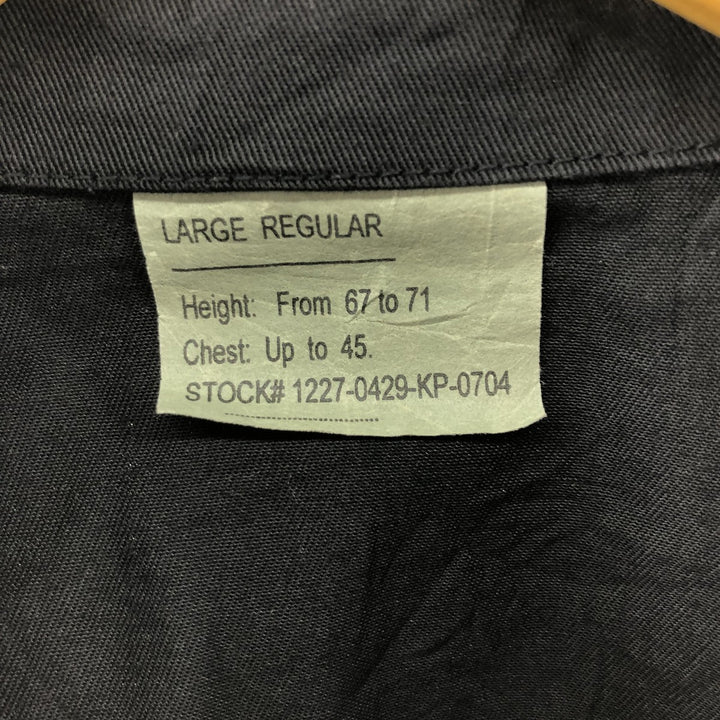 LARGE REGULAR
Height: From 67 to 71
Chest: Up to 45.
STOCK# 1227-0429-KP-0704